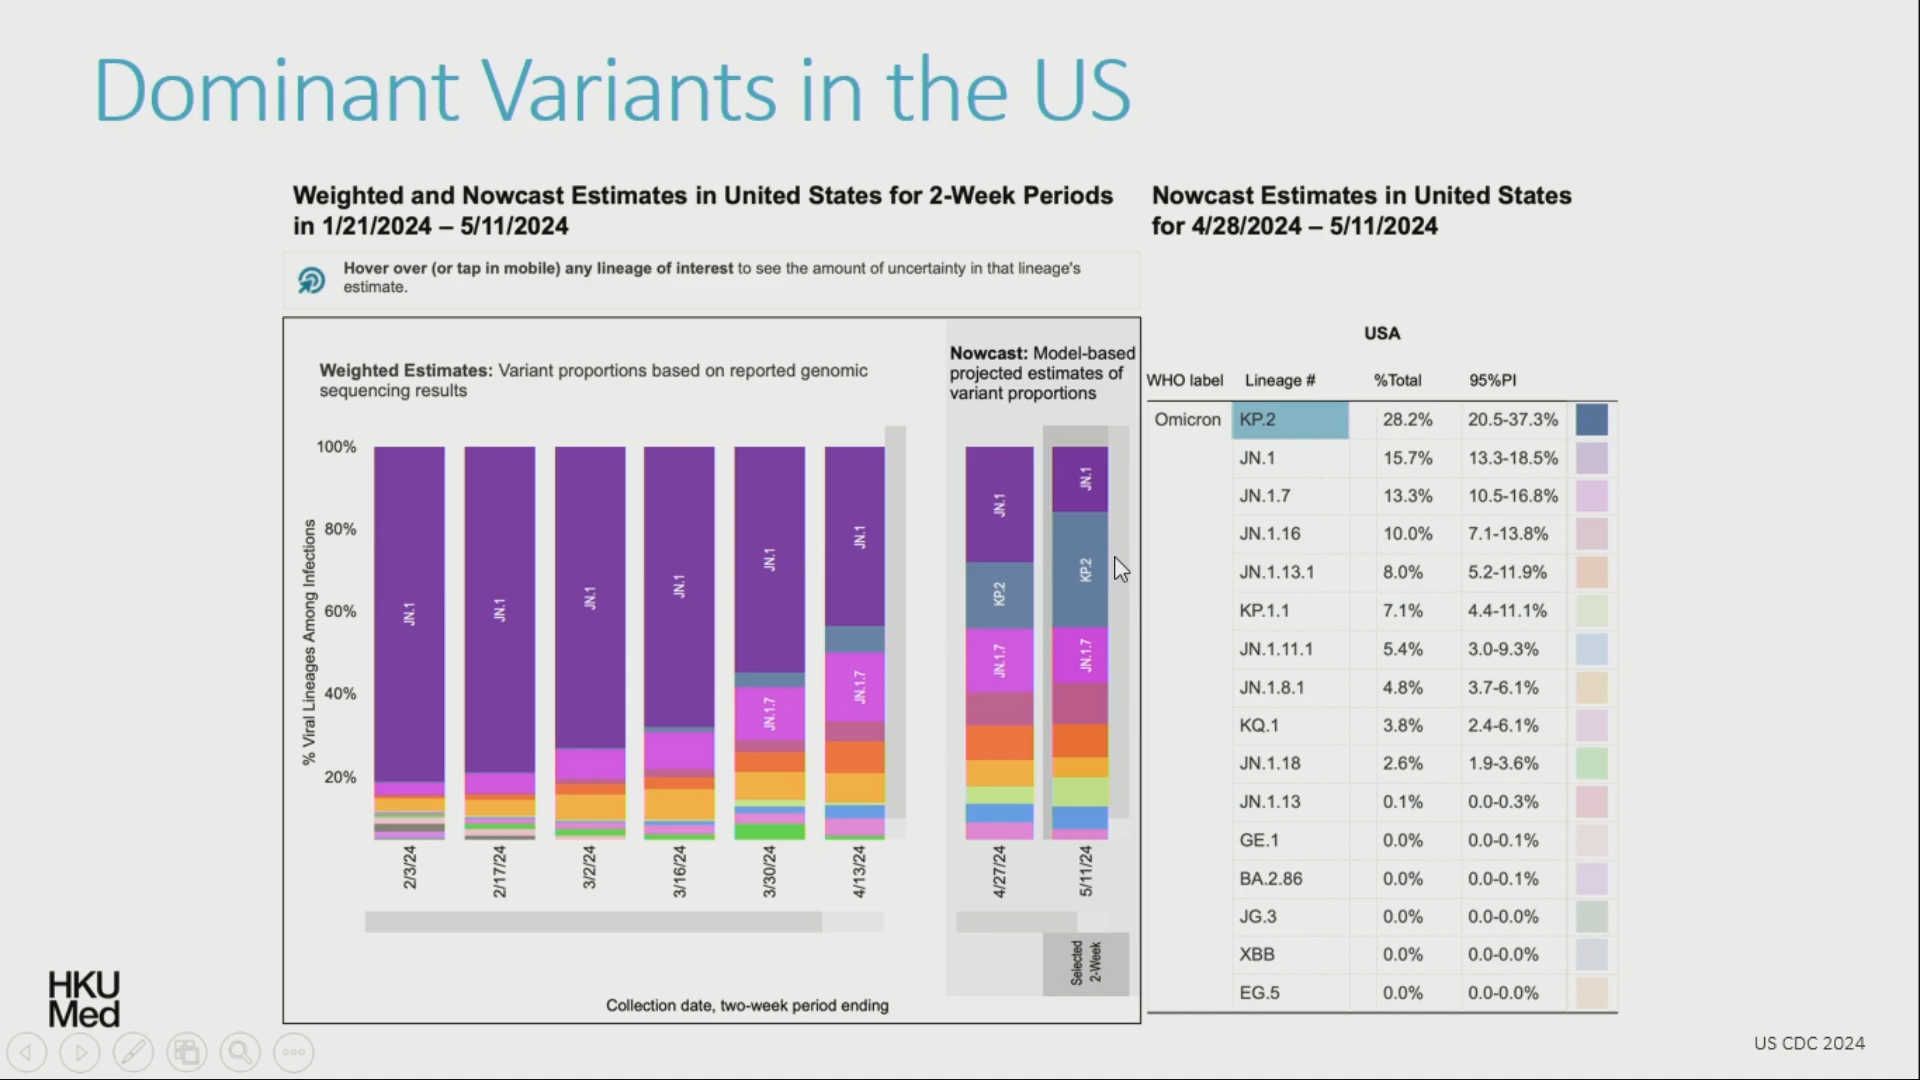 Dominant Variants in the US
Weighted and Nowcast Estimates in United States for 2-Week Periods
in 1/21/2024 – 5/11/2024
Nowcast Estimates in United States
for 4/28/2024 – 5/11/2024
Hover over (or tap in mobile) any lineage of interest to see the amount of uncertainty in that lineage's
estimate.
Weighted Estimates: Variant proportions based on reported genomic
sequencing results
Nowcast: Model-based
projected estimates of
variant proportions
% Viral Lineages Among Infections
100%
80%
60%
40%
20%
JN.1
JN.1
JN.1
JN.1
JN.1
JN.1.7
JN.1
JN.1.7
JN.1
KP.2
JN.1.7
JN.1
KP.2
JN.1.7
2/3/24
2/17/24
3/2/24
3/16/24
3/30/24
4/13/24
4/27/24
5/11/24
Selected
2-Week
Collection date, two-week period ending
USA
WHO label Lineage # %Total 95%PI
Omicron KP.2 28.2% 20.5-37.3%
JN.1 15.7% 13.3-18.5%
JN.1.7 13.3% 10.5-16.8%
JN.1.16 10.0% 7.1-13.8%
JN.1.13.1 8.0% 5.2-11.9%
KP.1.1 7.1% 4.4-11.1%
JN.1.11.1 5.4% 3.0-9.3%
JN.1.8.1 4.8% 3.7-6.1%
KQ.1 3.8% 2.4-6.1%
JN.1.18 2.6% 1.9-3.6%
JN.1.13 0.1% 0.0-0.3%
GE.1 0.0% 0.0-0.1%
BA.2.86 0.0% 0.0-0.1%
JG.3 0.0% 0.0-0.0%
XBB 0.0% 0.0-0.0%
EG.5 0.0% 0.0-0.0%
HKU
Med
US CDC 2024